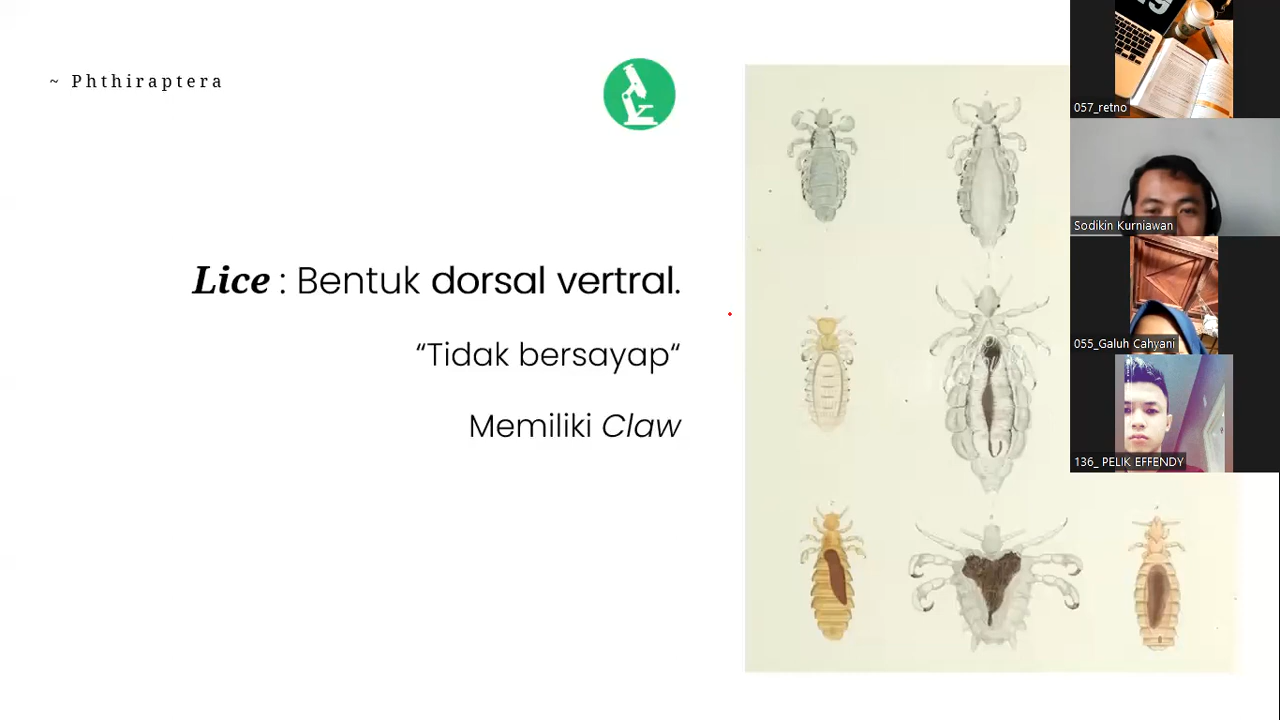 ~ Phthiraptera
Lice : Bentuk dorsal vertral.
“Tidak bersayap“
Memiliki Claw
057_retno
Sodikin Kurniawan
055_Galuh Cahyani
136_ PELIK EFFENDY